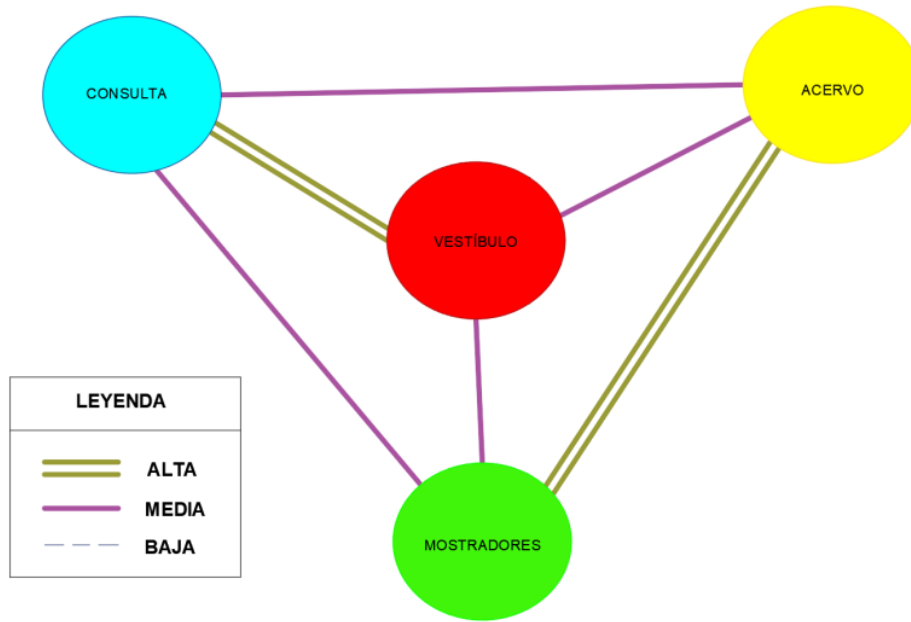 CONSULTA
ACERVO
VESTÍBULO
MOSTRADORES
LEYENDA
ALTA
MEDIA
BAJA